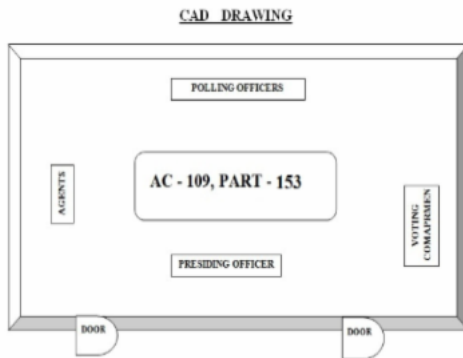 CAD DRAWING
POLLING OFFICERS
AGENTS
AC - 109, PART - 153
VOTING
COMAPRMEN
PRESIDING OFFICER
DOOR
DOOR